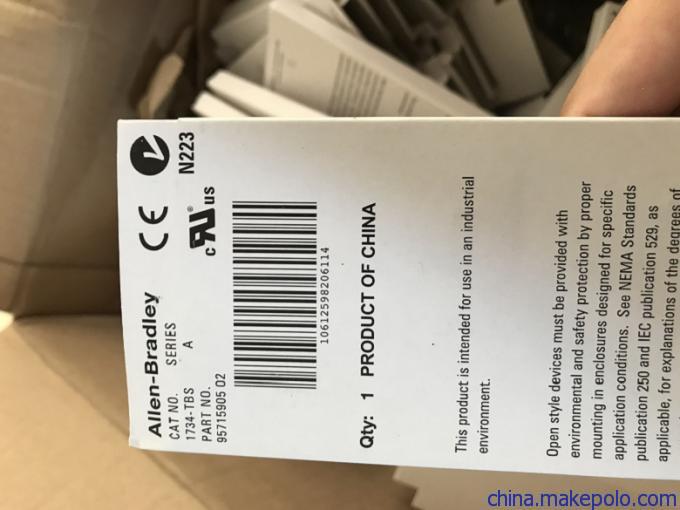 Allen-Bradley
CAT NO. SERIES
1734-TBS A
PART NO.
95715905 02
CE
c UL® us
N223
10612598206114
Qty: 1 PRODUCT OF CHINA
This product is intended for use in an industrial
environment.
Open style devices must be provided with
environmental and safety protection by proper
mounting in enclosures designed for specific
application conditions. See NEMA Standards
publication 250 and IEC publication 529, as
applicable, for explanations of the degrees of
china.makepolo.com